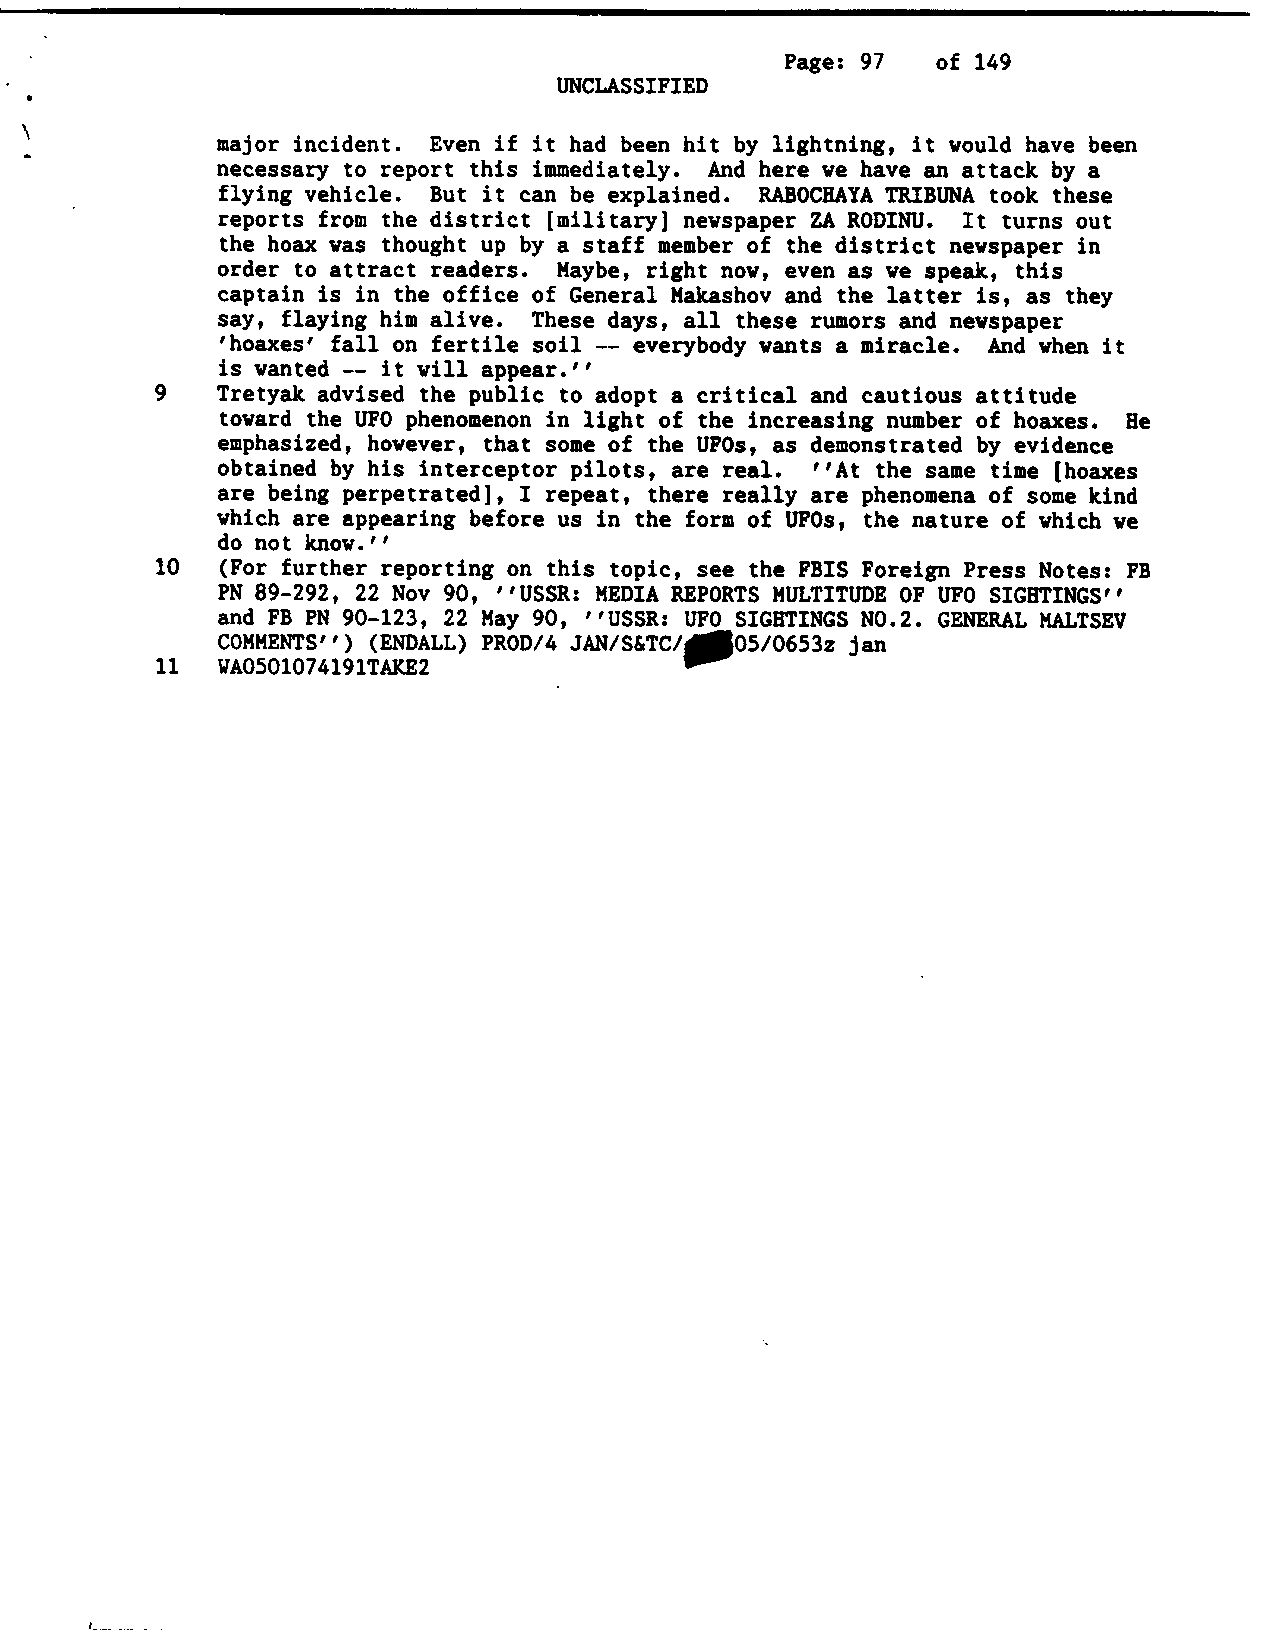 Page: 97 of 149
UNCLASSIFIED
major incident. Even if it had been hit by lightning, it would have been
necessary to report this immediately. And here we have an attack by a
flying vehicle. But it can be explained. RABOCHAYA TRIBUNA took these
reports from the district [military] newspaper ZA RODINU. It turns out
the hoax was thought up by a staff member of the district newspaper in
order to attract readers. Maybe, right now, even as we speak, this
captain is in the office of General Makashov and the latter is, as they
say, flaying him alive. These days, all these rumors and newspaper
'hoaxes' fall on fertile soil -- everybody wants a miracle. And when it
is wanted -- it will appear.''
9 Tretyak advised the public to adopt a critical and cautious attitude
toward the UFO phenomenon in light of the increasing number of hoaxes. He
emphasized, however, that some of the UFOs, as demonstrated by evidence
obtained by his interceptor pilots, are real. ''At the same time [hoaxes
are being perpetrated], I repeat, there really are phenomena of some kind
which are appearing before us in the form of UFOs, the nature of which we
do not know.''
10 (For further reporting on this topic, see the FBIS Foreign Press Notes: FB
PN 89-292, 22 Nov 90, ''USSR: MEDIA REPORTS MULTITUDE OF UFO SIGHTINGS''
and FB PN 90-123, 22 May 90, ''USSR: UFO SIGHTINGS NO.2. GENERAL MALTSEV
COMMENTS'') (ENDALL) PROD/4 JAN/S&TC/ 05/0653z jan
11 WA0501074191TAKE2